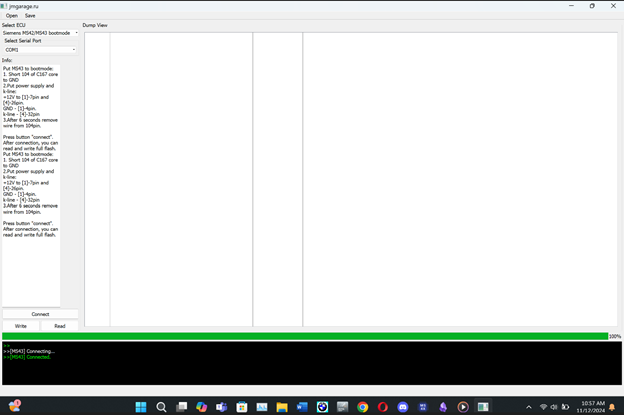 jmgarage.ru
Open Save
Select ECU
Dump View
Siemens MS42/MS43 bootmode
Select Serial Port
COM1
Info:
Put MS43 to bootmode:
1. Short 104 of C167 core
to GND
2.Put power supply and
k-line:
+12V to [1]-7pin and
[4]-26pin.
GND - [1]-4pin.
k-line - [4]-32pin
3.After 6 seconds remove
wire from 104pin.
Press button "connect".
After connection, you can
read and write full flash.
Put MS43 to bootmode:
1. Short 104 of C167 core
to GND
2.Put power supply and
k-line:
+12V to [1]-7pin and
[4]-26pin.
GND - [1]-4pin.
k-line - [4]-32pin
3.After 6 seconds remove
wire from 104pin.
Press button "connect".
After connection, you can
read and write full flash.
Connect
Write Read
100%
>>
>>[MS43] Connecting...
>>[MS43] Connected.
10:57 AM
11/12/2024